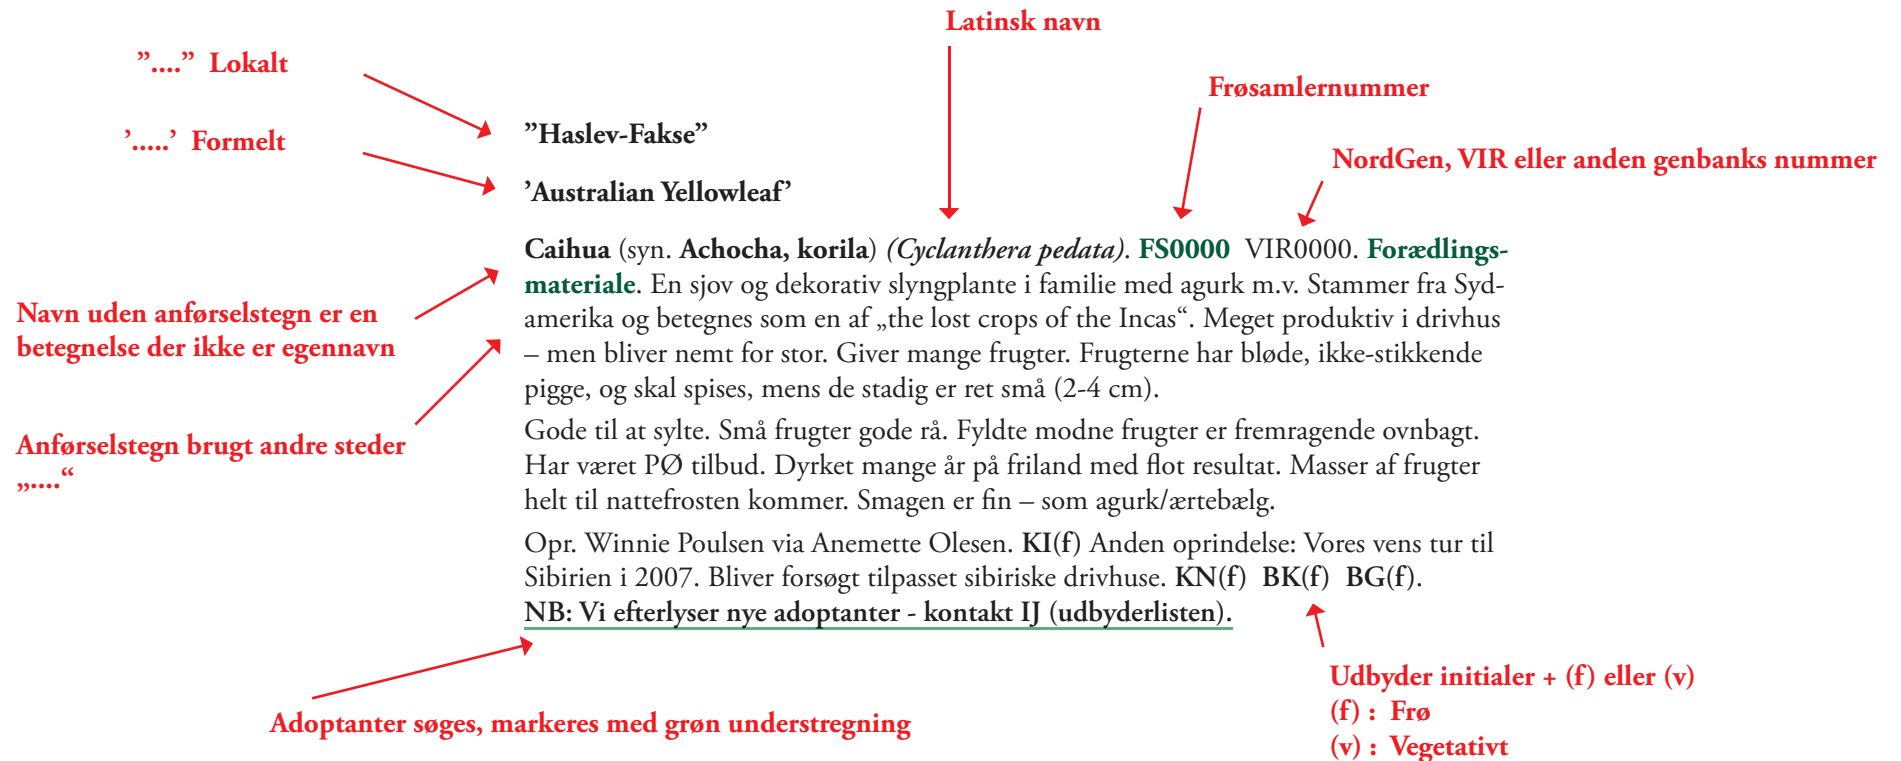 Latinsk navn
”....” Lokalt
Frøsamlernummer
”Haslev-Fakse”
’.....’ Formelt
NordGen, VIR eller anden genbanks nummer
’Australian Yellowleaf’
Caihua (syn. Achocha, korila) (Cyclanthera pedata). FS0000 VIR0000. Forædlings-
materiale. En sjov og dekorativ slyngplante i familie med agurk m.v. Stammer fra Syd-
amerika og betegnes som en af „the lost crops of the Incas“. Meget produktiv i drivhus
– men bliver nemt for stor. Giver mange frugter. Frugterne har bløde, ikke-stikkende
pigge, og skal spises, mens de stadig er ret små (2-4 cm).
Navn uden anførselstegn er en
betegnelse der ikke er egennavn
Gode til at sylte. Små frugter gode rå. Fyldte modne frugter er fremragende ovnbagt.
Har været PØ tilbud. Dyrket mange år på friland med flot resultat. Masser af frugter
helt til nattefrosten kommer. Smagen er fin – som agurk/ærtebælg.
Anførselstegn brugt andre steder
„....“
Opr. Winnie Poulsen via Anemette Olesen. KI(f) Anden oprindelse: Vores vens tur til
Sibirien i 2007. Bliver forsøgt tilpasset sibiriske drivhuse. KN(f) BK(f) BG(f).
NB: Vi efterlyser nye adoptanter - kontakt IJ (udbyderlisten).
Udbyder initialer + (f) eller (v)
(f) : Frø
(v) : Vegetativt
Adoptanter søges, markeres med grøn understregning